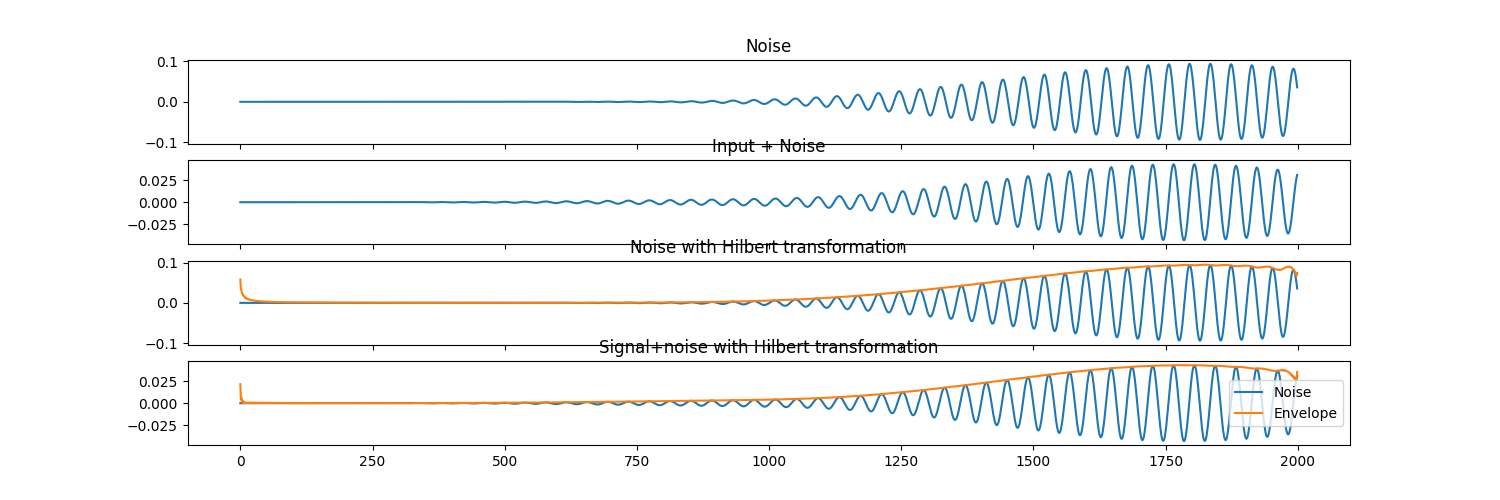 Noise
0.1
0.0
−0.1
Input + Noise
0.025
0.000
−0.025
Noise with Hilbert transformation
0.1
0.0
−0.1
Signal+noise with Hilbert transformation
0.025
0.000
−0.025
Noise
Envelope
0 250 500 750 1000 1250 1500 1750 2000